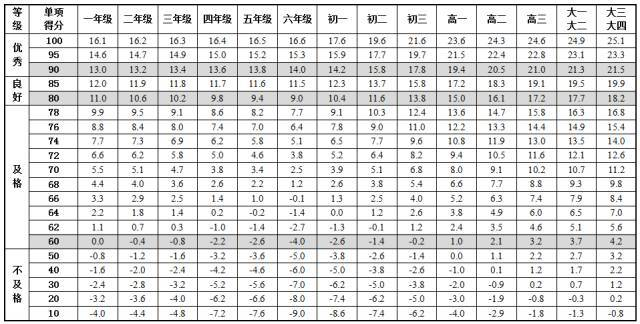 等级 单项得分 一年级 二年级 三年级 四年级 五年级 六年级 初一 初二 初三 高一 高二 高三 大一大二 大三大四
优秀 100 16.1 16.2 16.3 16.4 16.5 16.6 17.6 19.6 21.6 23.6 24.3 24.6 24.9 25.1
95 14.6 14.7 14.9 15.0 15.2 15.3 15.9 17.7 19.7 21.5 22.4 22.8 23.1 23.3
90 13.0 13.2 13.4 13.6 13.8 14.0 14.2 15.8 17.8 19.4 20.5 21.0 21.3 21.5
良好 85 12.0 11.9 11.8 11.7 11.6 11.5 12.3 13.7 15.8 17.2 18.3 19.1 19.5 19.9
80 11.0 10.6 10.2 9.8 9.4 9.0 10.4 11.6 13.8 15.0 16.1 17.2 17.7 18.2
及格 78 9.9 9.5 9.1 8.6 8.2 7.7 9.1 10.3 12.4 13.6 14.7 15.8 16.3 16.8
76 8.8 8.4 8.0 7.4 7.0 6.4 7.8 9.0 11.0 12.2 13.3 14.4 14.9 15.4
74 7.7 7.3 6.9 6.2 5.8 5.1 6.5 7.7 9.6 10.8 11.9 13.0 13.5 14.0
72 6.6 6.2 5.8 5.0 4.6 3.8 5.2 6.4 8.2 9.4 10.5 11.6 12.1 12.6
70 5.5 5.1 4.7 3.8 3.4 2.5 3.9 5.1 6.8 8.0 9.1 10.2 10.7 11.2
68 4.4 4.0 3.6 2.6 2.2 1.2 2.6 3.8 5.4 6.6 7.7 8.8 9.3 9.8
66 3.3 2.9 2.5 1.4 1.0 -0.1 1.3 2.5 4.0 5.2 6.3 7.4 7.9 8.4
64 2.2 1.8 1.4 0.2 -0.2 -1.4 0.0 1.2 2.6 3.8 4.9 6.0 6.5 7.0
62 1.1 0.7 0.3 -1.0 -1.4 -2.7 -1.3 -0.1 1.2 2.4 3.5 4.6 5.1 5.6
60 0.0 -0.4 -0.8 -2.2 -2.6 -4.0 -2.6 -1.4 -0.2 1.0 2.1 3.2 3.7 4.2
不及格 50 -0.8 -1.2 -1.6 -3.2 -3.6 -5.0 -3.8 -2.6 -1.4 0.0 1.1 2.2 2.7 3.2
40 -1.6 -2.0 -2.4 -4.2 -4.6 -6.0 -5.0 -3.8 -2.6 -1.0 0.1 1.2 1.7 2.2
30 -2.4 -2.8 -3.2 -5.2 -5.6 -7.0 -6.2 -5.0 -3.8 -2.0 -0.9 0.2 0.7 1.2
20 -3.2 -3.6 -4.0 -6.2 -6.6 -8.0 -7.4 -6.2 -5.0 -3.0 -1.9 -0.8 -0.3 0.2
10 -4.0 -4.4 -4.8 -7.2 -7.6 -9.0 -8.6 -7.4 -6.2 -4.0 -2.9 -1.8 -1.3 -0.8